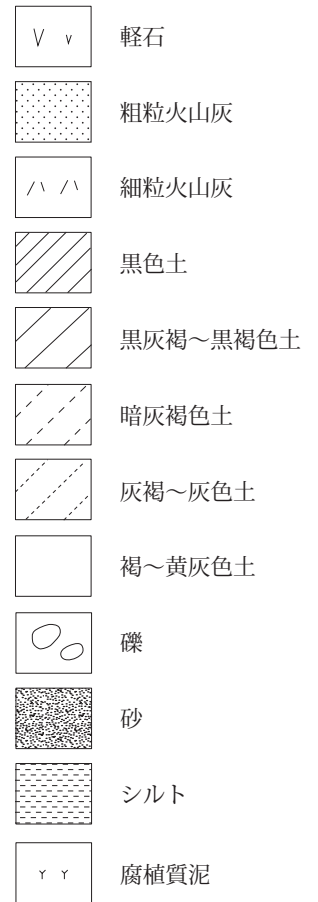 軽石
粗粒火山灰
細粒火山灰
黒色土
黒灰褐～黒褐色土
暗灰褐色土
灰褐～灰色土
褐～黄灰色土
礫
砂
シルト
腐植質泥